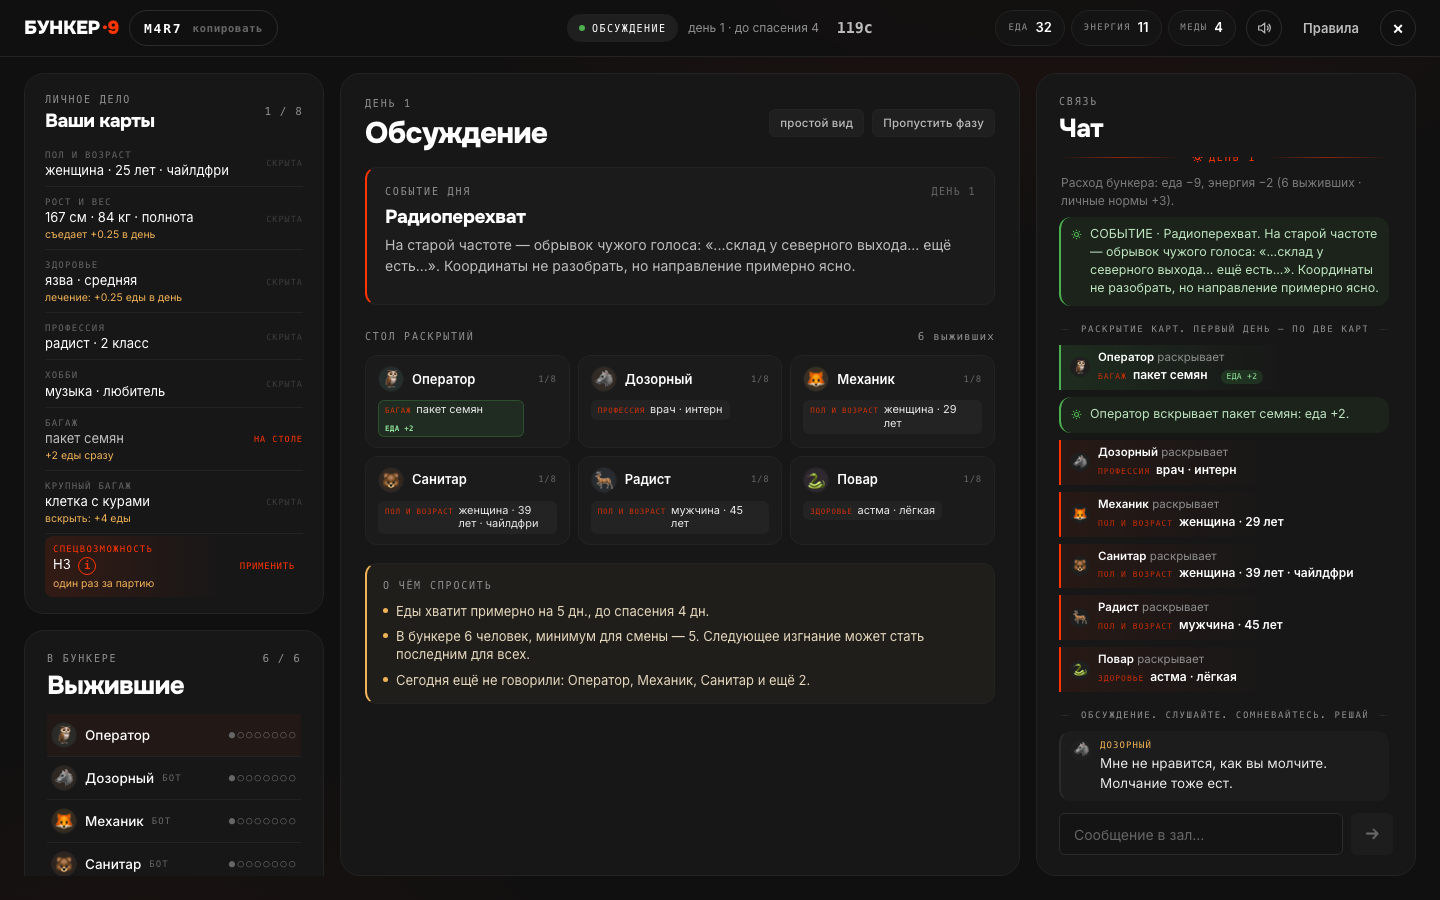 БУНКЕР·9
M4R7 копировать
ОБСУЖДЕНИЕ день 1 · до спасения 4 119с
ЕДА 32 ЭНЕРГИЯ 11 МЕДЫ 4 Правила ×
ЛИЧНОЕ ДЕЛО
Ваши карты 1 / 8
ПОЛ И ВОЗРАСТ
женщина · 25 лет · чайлдфри СКРЫТА
РОСТ И ВЕС
167 см · 84 кг · полнота СКРЫТА
съедает +0.25 в день
ЗДОРОВЬЕ
язва · средняя СКРЫТА
лечение: +0.25 еды в день
ПРОФЕССИЯ
радист · 2 класс СКРЫТА
ХОББИ
музыка · любитель СКРЫТА
БАГАЖ
пакет семян НА СТОЛЕ
+2 еды сразу
КРУПНЫЙ БАГАЖ
клетка с курами СКРЫТА
вскрыть: +4 еды
СПЕЦВОЗМОЖНОСТЬ
НЗ i ПРИМЕНИТЬ
один раз за партию
В БУНКЕРЕ 6 / 6
Выжившие
Оператор
Дозорный БОТ
Механик БОТ
Санитар БОТ
ДЕНЬ 1
Обсуждение
простой вид Пропустить фазу
СОБЫТИЕ ДНЯ ДЕНЬ 1
Радиоперехват
На старой частоте — обрывок чужого голоса: «…склад у северного выхода… ещё
есть…». Координаты не разобрать, но направление примерно ясно.
СТОЛ РАСКРЫТИЙ 6 выживших
Оператор 1/8
БАГАЖ пакет семян
ЕДА +2
Дозорный 1/8
ПРОФЕССИЯ врач · интерн
Механик 1/8
ПОЛ И ВОЗРАСТ женщина · 29
лет
Санитар 1/8
ПОЛ И ВОЗРАСТ женщина · 39
лет · чайлдфри
Радист 1/8
ПОЛ И ВОЗРАСТ мужчина · 45
лет
Повар 1/8
ЗДОРОВЬЕ астма · лёгкая
О ЧЁМ СПРОСИТЬ
Еды хватит примерно на 5 дн., до спасения 4 дн.
В бункере 6 человек, минимум для смены — 5. Следующее изгнание может стать
последним для всех.
Сегодня ещё не говорили: Оператор, Механик, Санитар и ещё 2.
СВЯЗЬ
Чат
ДЕНЬ 1
Расход бункера: еда −9, энергия −2 (6 выживших ·
личные нормы +3).
СОБЫТИЕ · Радиоперехват. На старой частоте
— обрывок чужого голоса: «…склад у
северного выхода… ещё есть…». Координаты
не разобрать, но направление примерно ясно.
РАСКРЫТИЕ КАРТ. ПЕРВЫЙ ДЕНЬ — ПО ДВЕ КАРТ
Оператор раскрывает
БАГАЖ пакет семян ЕДА +2
Оператор вскрывает пакет семян: еда +2.
Дозорный раскрывает
ПРОФЕССИЯ врач · интерн
Механик раскрывает
ПОЛ И ВОЗРАСТ женщина · 29 лет
Санитар раскрывает
ПОЛ И ВОЗРАСТ женщина · 39 лет · чайлдфри
Радист раскрывает
ПОЛ И ВОЗРАСТ мужчина · 45 лет
Повар раскрывает
ЗДОРОВЬЕ астма · лёгкая
ОБСУЖДЕНИЕ. СЛУШАЙТЕ. СОМНЕВАЙТЕСЬ. РЕШАЙ
ДОЗОРНЫЙ
Мне не нравится, как вы молчите.
Молчание тоже ест.
Сообщение в зал…